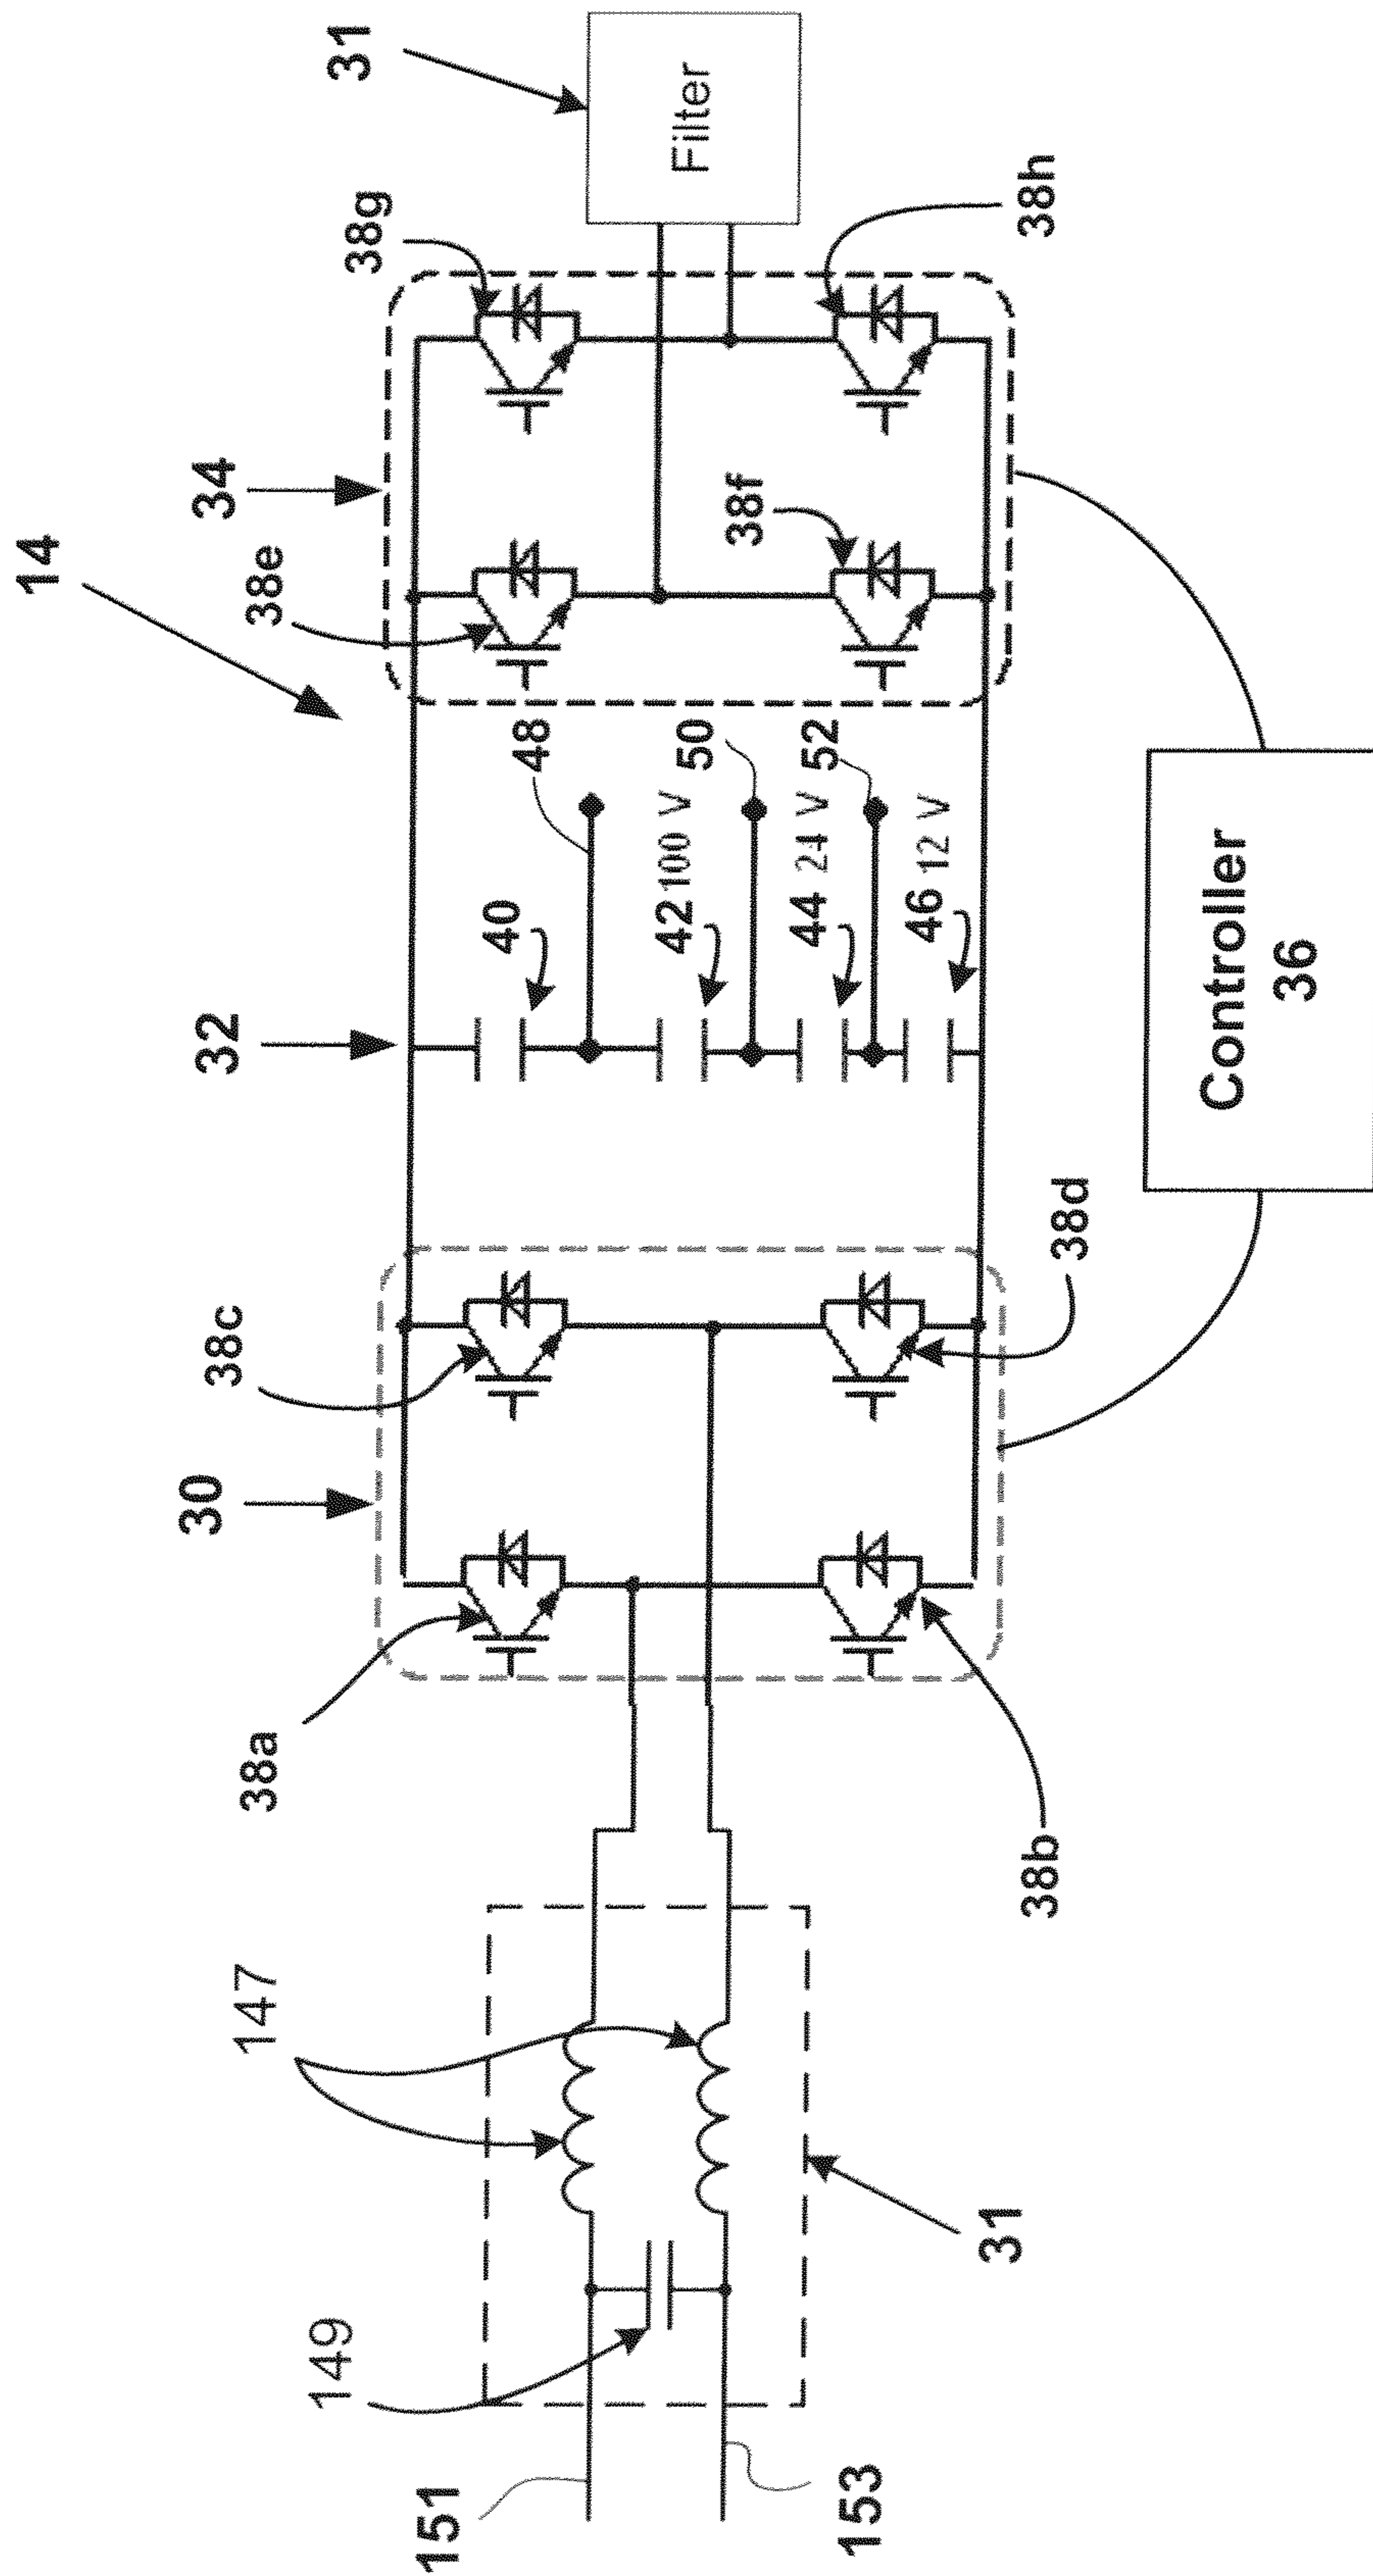 14
31
34
38g
38e
Filter
32
48
38f
38h
40
50
42 100 V
52
44 24 V
46 12 V
30
38c
38d
Controller
36
38a
38b
147
149
31
151
153